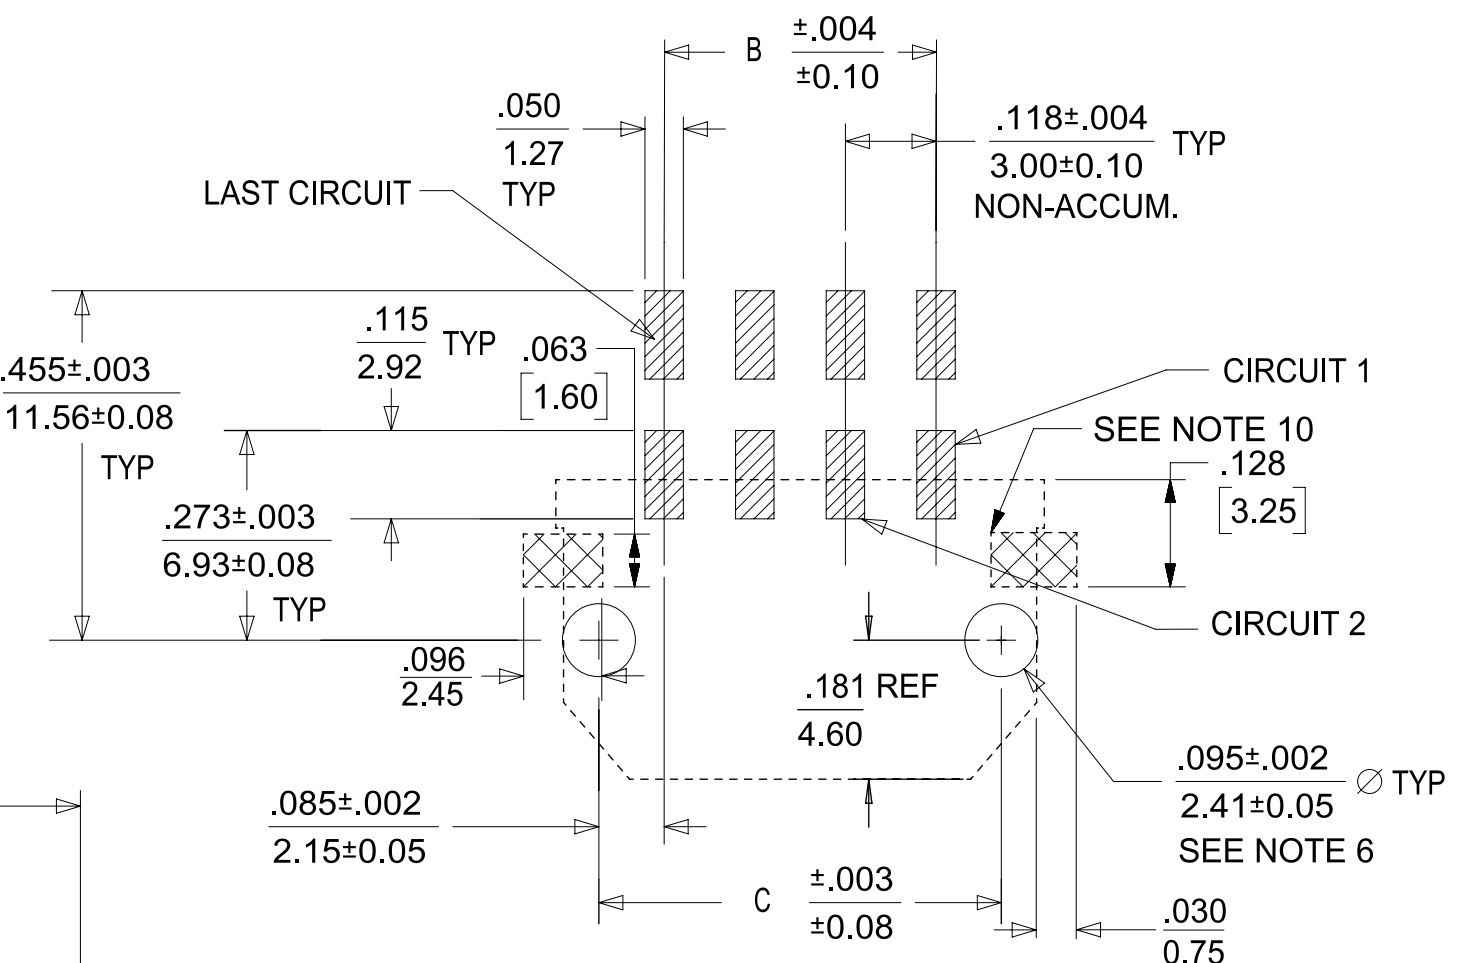 B ±.004
±0.10
.050
1.27
TYP
.118±.004 TYP
3.00±0.10
NON-ACCUM.
LAST CIRCUIT
.115 TYP
2.92
.063
[1.60]
.455±.003
11.56±0.08
TYP
CIRCUIT 1
SEE NOTE 10
.128
[3.25]
.273±.003
6.93±0.08
TYP
CIRCUIT 2
.096
2.45
.181 REF
4.60
.095±.002 ∅ TYP
2.41±0.05
SEE NOTE 6
.085±.002
2.15±0.05
C ±.003
±0.08
.030
0.75